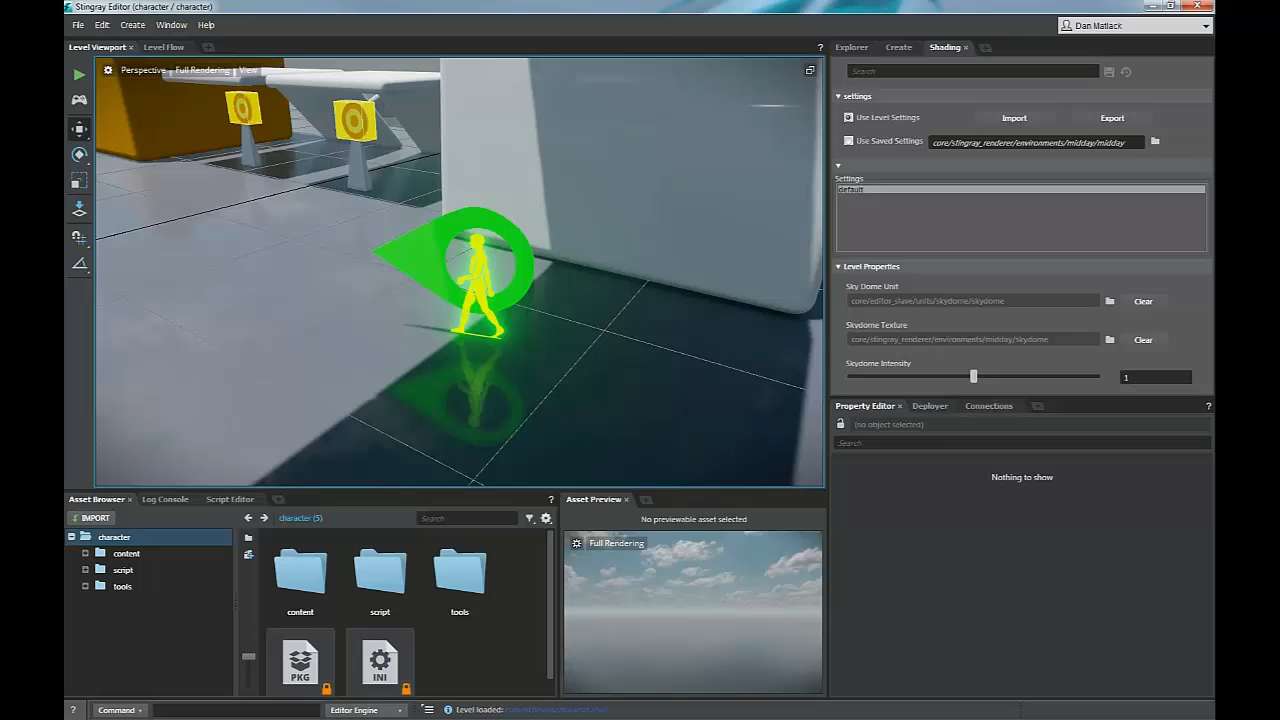 Stingray Editor (character / character)
File Edit Create Window Help
Dan Matlack
Level Viewport × Level Flow
?
Explorer Create Shading ×
Perspective Full Rendering View
Search
settings
Use Level Settings Import Export
Use Saved Settings core/stingray_renderer/environments/midday/midday
Settings
default
Level Properties
Sky Dome Unit
core/editor_slave/units/skydome/skydome Clear
Skydome Texture
core/stingray_renderer/environments/midday/skydome Clear
Skydome Intensity
1
Property Editor × Deployer Connections ?
(no object selected)
Search
Nothing to show
Asset Browser × Log Console Script Editor ?
Asset Preview ×
IMPORT
character (5)
Search
No previewable asset selected
character
content
script
tools
Full Rendering
content script tools
PKG INI
? Command Editor Engine Level loaded: